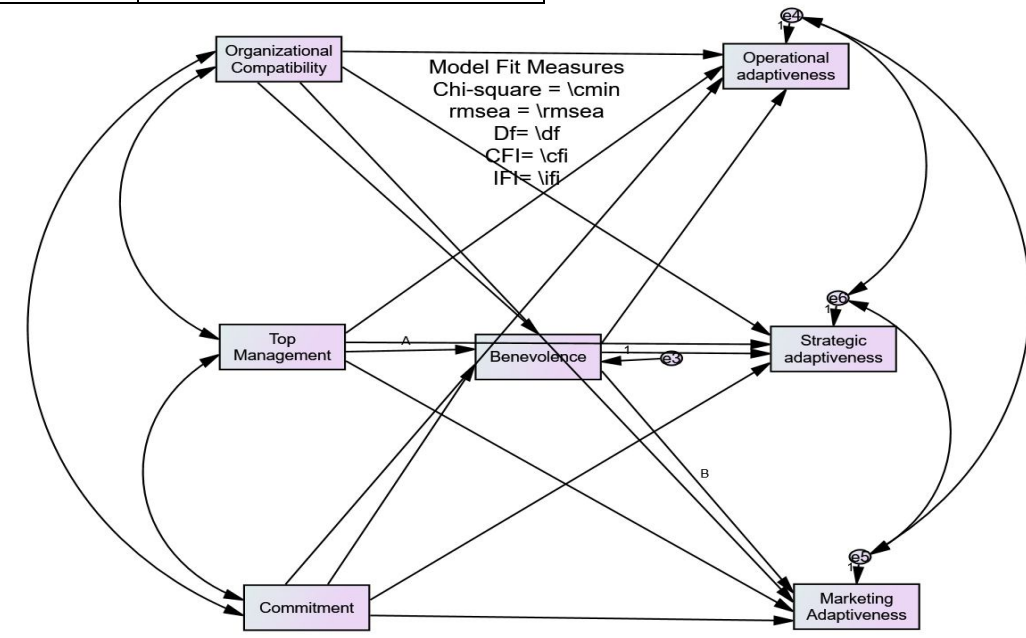 e4
1
Organizational
Compatibility
Operational
adaptiveness
Model Fit Measures
Chi-square = \cmin
rmsea = \rmsea
Df= \df
CFI= \cfi
IFI= \ifi
e6
1
Top
Management
A
Benevolence
1
e3
Strategic
adaptiveness
B
e5
1
Commitment
Marketing
Adaptiveness